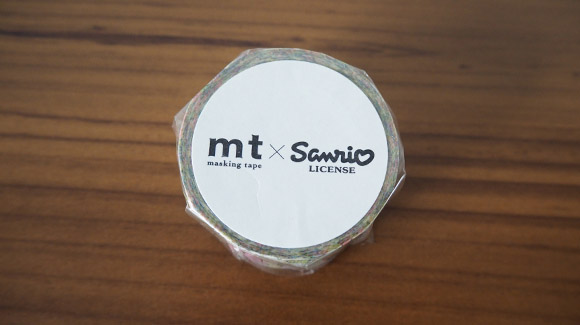 mt × Sanrio
masking tape LICENSE